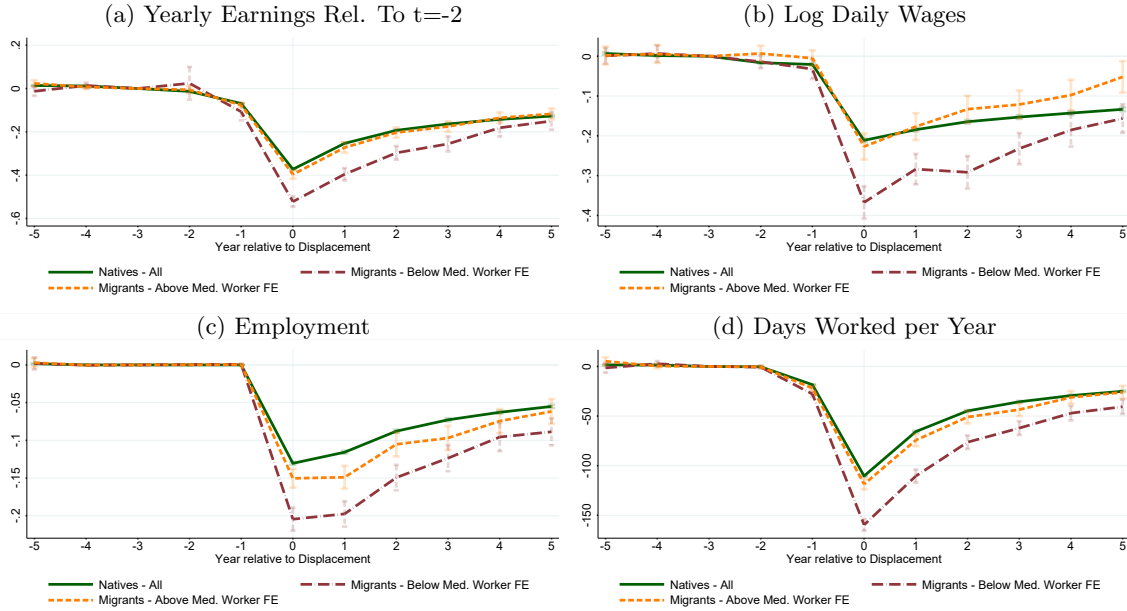 (a) Yearly Earnings Rel. To t=-2
.2
0
-.2
-.4
-.6
-5 -4 -3 -2 -1 0 1 2 3 4 5
Year relative to Displacement
Natives - All
Migrants - Below Med. Worker FE
Migrants - Above Med. Worker FE
(b) Log Daily Wages
0
-.1
-.2
-.3
-.4
-5 -4 -3 -2 -1 0 1 2 3 4 5
Year relative to Displacement
Natives - All
Migrants - Below Med. Worker FE
Migrants - Above Med. Worker FE
(c) Employment
0
-.05
-.1
-.15
-.2
-5 -4 -3 -2 -1 0 1 2 3 4 5
Year relative to Displacement
Natives - All
Migrants - Below Med. Worker FE
Migrants - Above Med. Worker FE
(d) Days Worked per Year
0
-50
-100
-150
-5 -4 -3 -2 -1 0 1 2 3 4 5
Year relative to Displacement
Natives - All
Migrants - Below Med. Worker FE
Migrants - Above Med. Worker FE